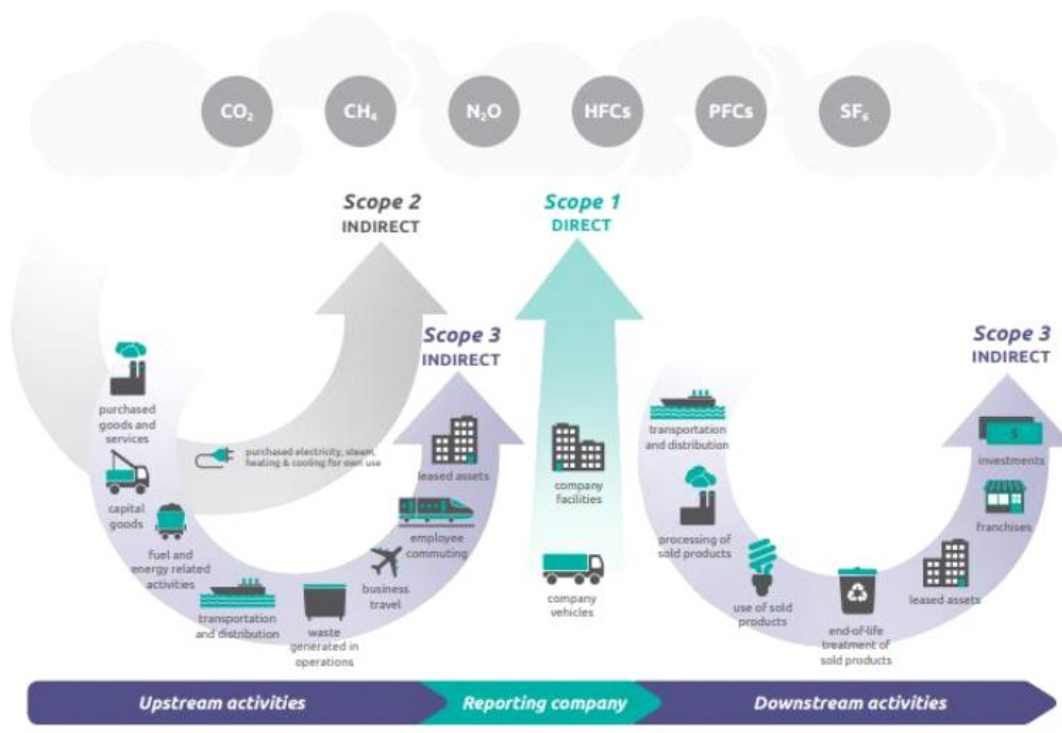 CO₂
CH₄
N₂O
HFCs
PFCs
SF₆
Scope 2
INDIRECT
Scope 1
DIRECT
Scope 3
INDIRECT
Scope 3
INDIRECT
purchased
goods and
services
capital
goods
fuel and
energy related
activities
transportation
and distribution
waste
generated in
operations
business
travel
employee
commuting
leased assets
purchased electricity, steam,
heating & cooling for own use
company
facilities
company
vehicles
transportation
and distribution
processing of
sold products
use of sold
products
end-of-life
treatment of
sold products
leased assets
franchises
$
investments
Upstream activities
Reporting company
Downstream activities